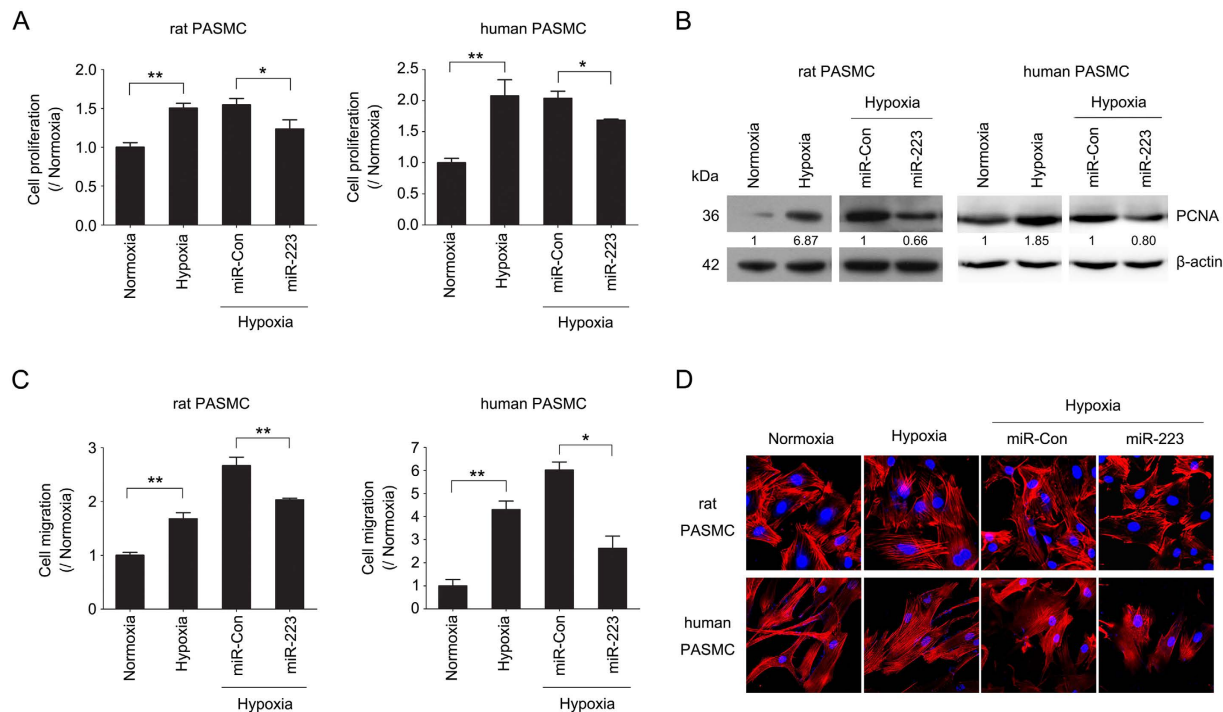 A
rat PASMC
Cell proliferation
(/ Normoxia)
2.0
1.5
1.0
0.5
0.0
**
*
Normoxia
Hypoxia
miR-Con
miR-223
Hypoxia
human PASMC
Cell proliferation
(/ Normoxia)
2.5
2.0
1.5
1.0
0.5
0.0
**
*
Normoxia
Hypoxia
miR-Con
miR-223
Hypoxia
B
rat PASMC
human PASMC
Hypoxia
Hypoxia
kDa
Normoxia
Hypoxia
miR-Con
miR-223
Normoxia
Hypoxia
miR-Con
miR-223
36
PCNA
1 6.87 1 0.66 1 1.85 1 0.80
42
β-actin
C
rat PASMC
Cell migration
(/ Normoxia)
3
2
1
0
**
**
Normoxia
Hypoxia
miR-Con
miR-223
Hypoxia
human PASMC
Cell migration
(/ Normoxia)
7
6
5
4
2
1
0
**
*
Normoxia
Hypoxia
miR-Con
miR-223
Hypoxia
D
Hypoxia
Normoxia Hypoxia miR-Con miR-223
rat
PASMC
human
PASMC